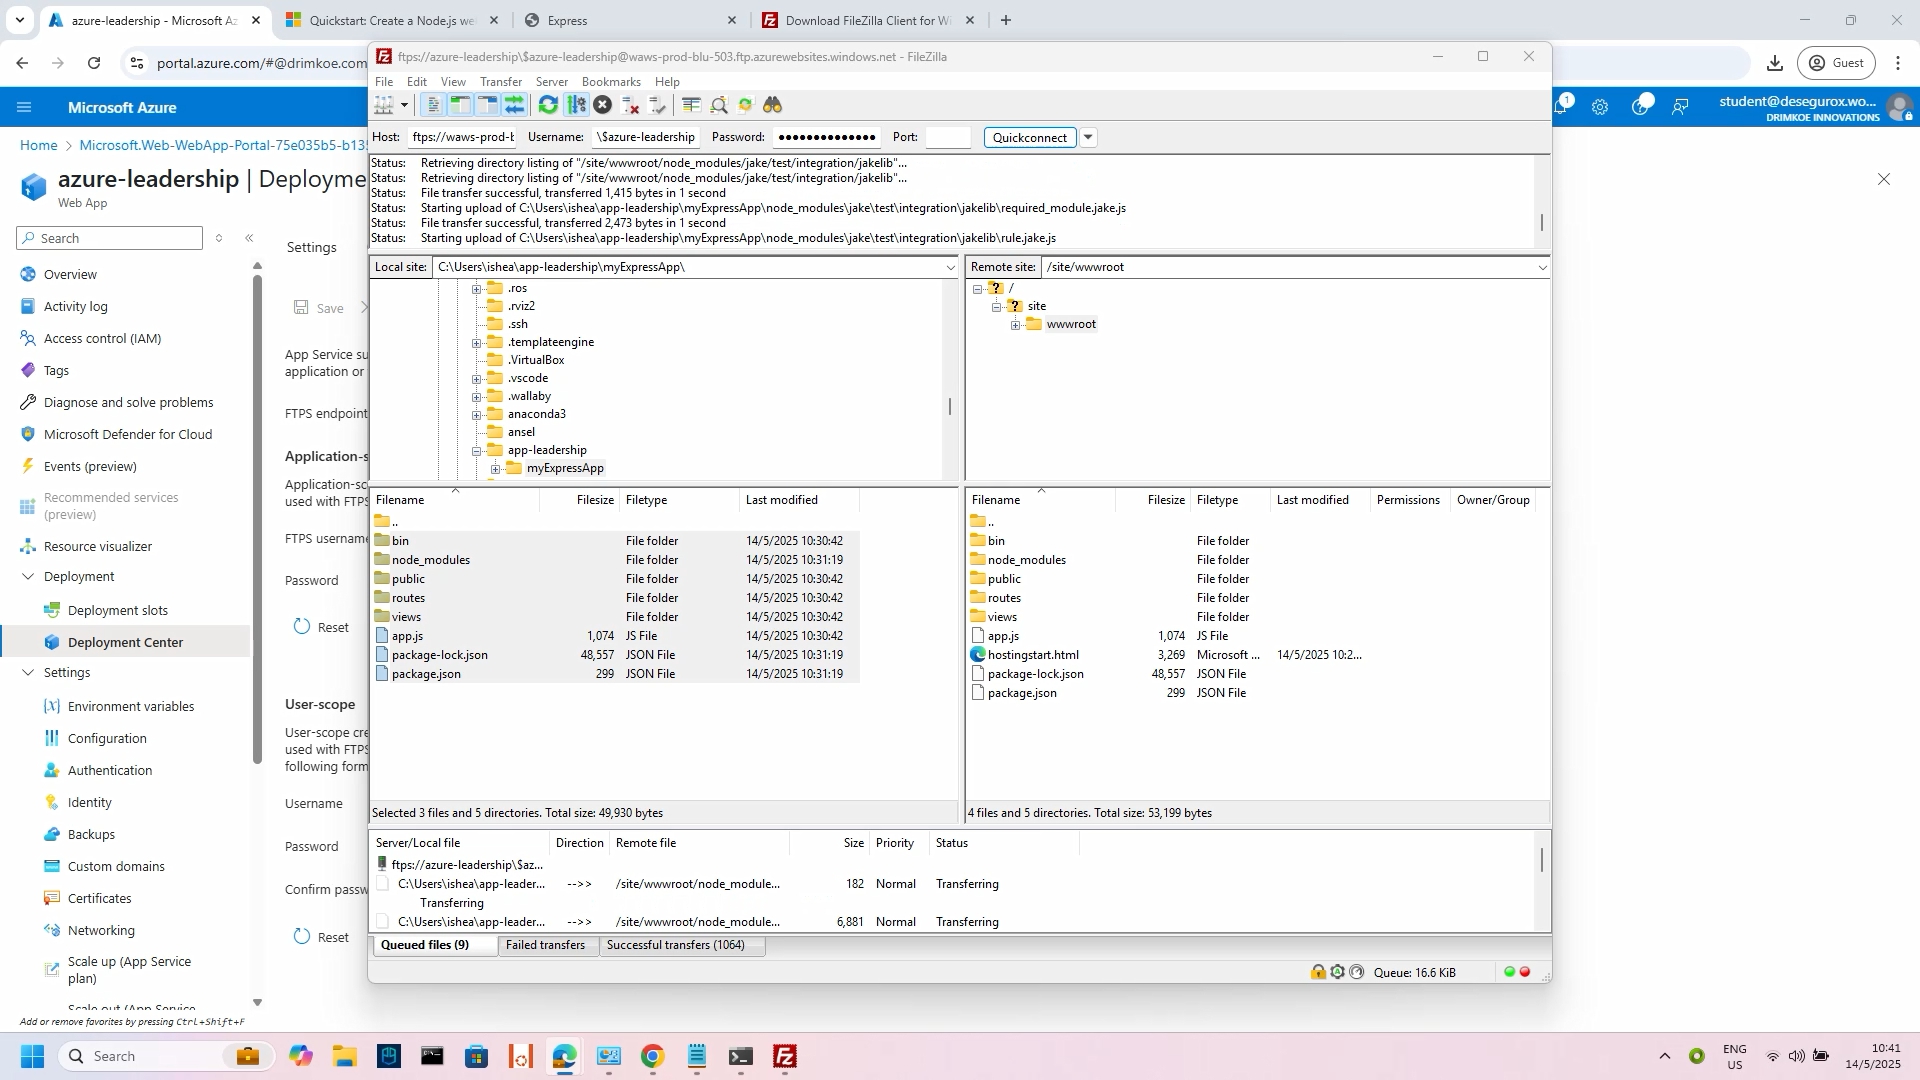 azure-leadership - Microsoft Az
Quickstart: Create a Node.js we
Express
Download FileZilla Client for Wi
portal.azure.com/#@drimkoe.com
Guest
ftps://azure-leadership\$azure-leadership@waws-prod-blu-503.ftp.azurewebsites.windows.net - FileZilla
File Edit View Transfer Server Bookmarks Help
Microsoft Azure
1
student@desegurox.wo...
DRIMKOE INNOVATIONS
Host: ftps://waws-prod-b Username: \$azure-leadership Password: ●●●●●●●●●●●●●● Port: Quickconnect
Home > Microsoft.Web-WebApp-Portal-75e035b5-b135
azure-leadership | Deployme
Web App
Status: Retrieving directory listing of "/site/wwwroot/node_modules/jake/test/integration/jakelib"...
Status: Retrieving directory listing of "/site/wwwroot/node_modules/jake/test/integration/jakelib"...
Status: File transfer successful, transferred 1,415 bytes in 1 second
Status: Starting upload of C:\Users\ishea\app-leadership\myExpressApp\node_modules\jake\test\integration\jakelib\required_module.jake.js
Status: File transfer successful, transferred 2,473 bytes in 1 second
Status: Starting upload of C:\Users\ishea\app-leadership\myExpressApp\node_modules\jake\test\integration\jakelib\rule.jake.js
Search
Overview
Activity log
Access control (IAM)
Tags
Diagnose and solve problems
Microsoft Defender for Cloud
Events (preview)
Recommended services
(preview)
Resource visualizer
Deployment
Deployment slots
Deployment Center
Settings
Environment variables
Configuration
Authentication
Identity
Backups
Custom domains
Certificates
Networking
Scale up (App Service
plan)
Scale out (App Service
Add or remove favorites by pressing Ctrl+Shift+F
Settings
Save
App Service su
application or
FTPS endpoint
Application-s
Application-sc
used with FTPS
FTPS username
Password
Reset
User-scope
User-scope cre
used with FTPS
following form
Username
Password
Confirm passw
Reset
Local site: C:\Users\ishea\app-leadership\myExpressApp\
.ros
.rviz2
.ssh
.templateengine
.VirtualBox
.vscode
.wallaby
anaconda3
ansel
app-leadership
myExpressApp
Remote site: /site/wwwroot
/
site
wwwroot
Filename Filesize Filetype Last modified
..
bin File folder 14/5/2025 10:30:42
node_modules File folder 14/5/2025 10:31:19
public File folder 14/5/2025 10:30:42
routes File folder 14/5/2025 10:30:42
views File folder 14/5/2025 10:30:42
app.js 1,074 JS File 14/5/2025 10:30:42
package-lock.json 48,557 JSON File 14/5/2025 10:31:19
package.json 299 JSON File 14/5/2025 10:31:19
Selected 3 files and 5 directories. Total size: 49,930 bytes
Filename Filesize Filetype Last modified Permissions Owner/Group
..
bin File folder
node_modules File folder
public File folder
routes File folder
views File folder
app.js 1,074 JS File
hostingstart.html 3,269 Microsoft ... 14/5/2025 10:2...
package-lock.json 48,557 JSON File
package.json 299 JSON File
4 files and 5 directories. Total size: 53,199 bytes
Server/Local file Direction Remote file Size Priority Status
ftps://azure-leadership\$az...
C:\Users\ishea\app-leader... -->> /site/wwwroot/node_module... 182 Normal Transferring
Transferring
C:\Users\ishea\app-leader... -->> /site/wwwroot/node_module... 6,881 Normal Transferring
Queued files (9) Failed transfers Successful transfers (1064)
Queue: 16.6 KiB
Search
ENG
US
10:41
14/5/2025